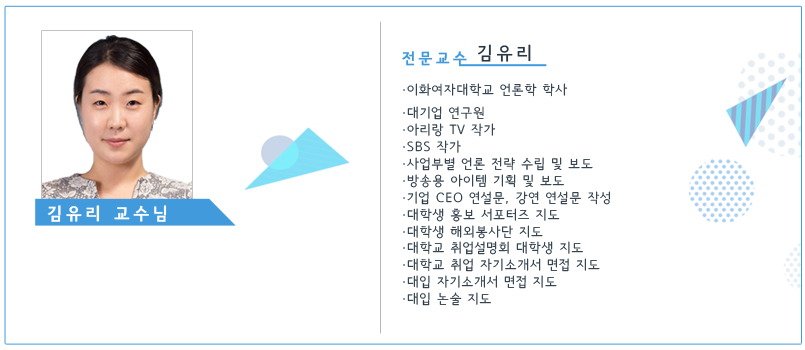 김유리 교수님
전문교수 김유리
·이화여자대학교 언론학 학사
·대기업 연구원
·아리랑 TV 작가
·SBS 작가
·사업부별 언론 전략 수립 및 보도
·방송용 아이템 기획 및 보도
·기업 CEO 연설문, 강연 연설문 작성
·대학생 홍보 서포터즈 지도
·대학생 해외봉사단 지도
·대학교 취업설명회 대학생 지도
·대학교 취업 자기소개서 면접 지도
·대입 자기소개서 면접 지도
·대입 논술 지도